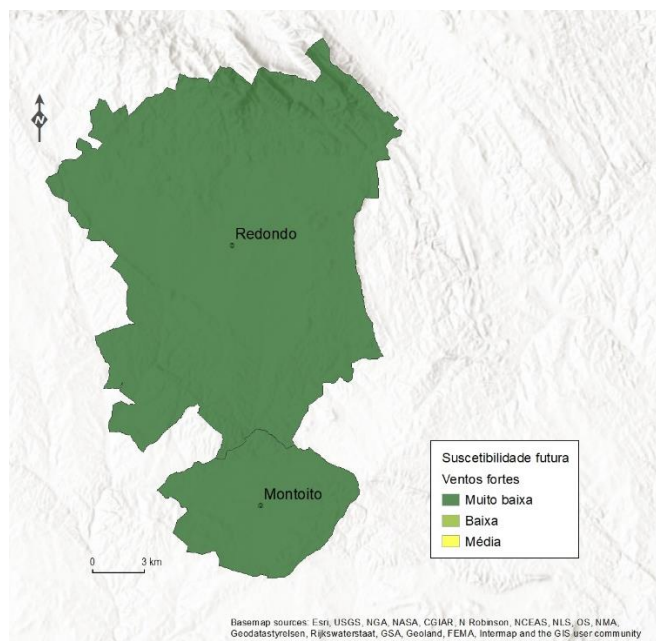 N
Redondo
Montoito
Suscetibilidade futura
Ventos fortes
Muito baixa
Baixa
Média
0 3 km
Basemap sources: Esri, USGS, NGA, NASA, CGIAR, N Robinson, NCEAS, NLS, OS, NMA,
Geodatastyrelsen, Rijkswaterstaat, GSA, Geoland, FEMA, Intermap and the GIS user community